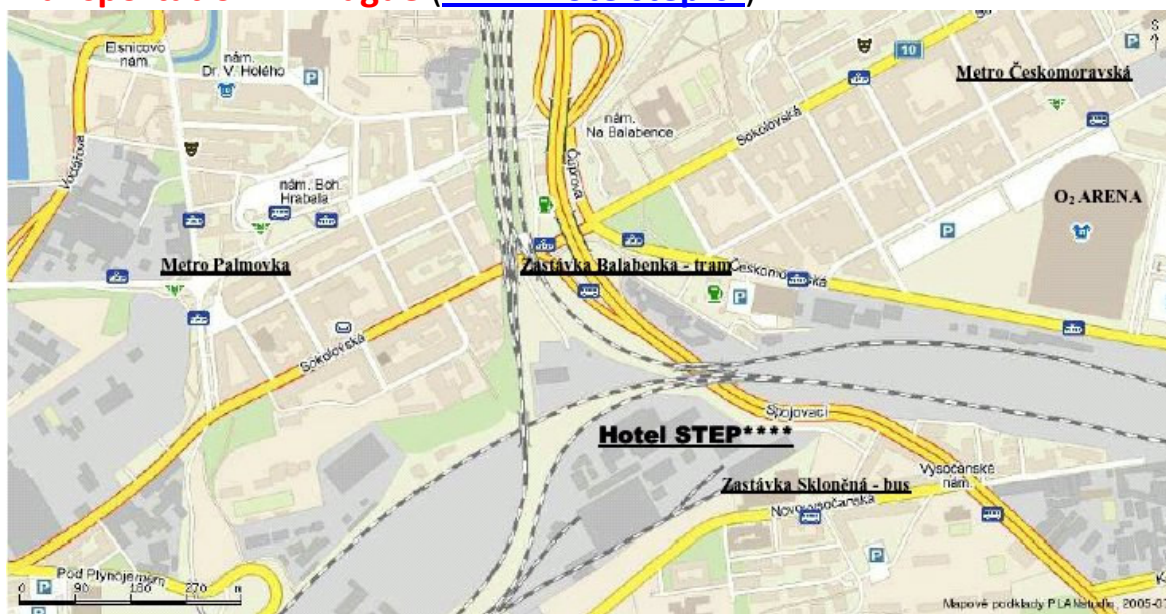 Elsnicovo
nám.
nám.
Dr. V. Holého
P
10
P
S
Metro Českomoravská
nám.
Na Balabence
Sokolovská
Vodářova
Čuprova
nám. Boh.
Hrabala
O₂ ARENA
P
Metro Palmovka
Zastávka Balabenka - tram
Českomoravská
P
Sokolovská
Spojovací
Hotel STEP****
Vysočanské
nám.
Zastávka Skloněná - bus
Novovysočanská
P
Pod Plynojemem
P
0 90 180 270 m
K
Mapové podklady PLANstudio, 2005-0